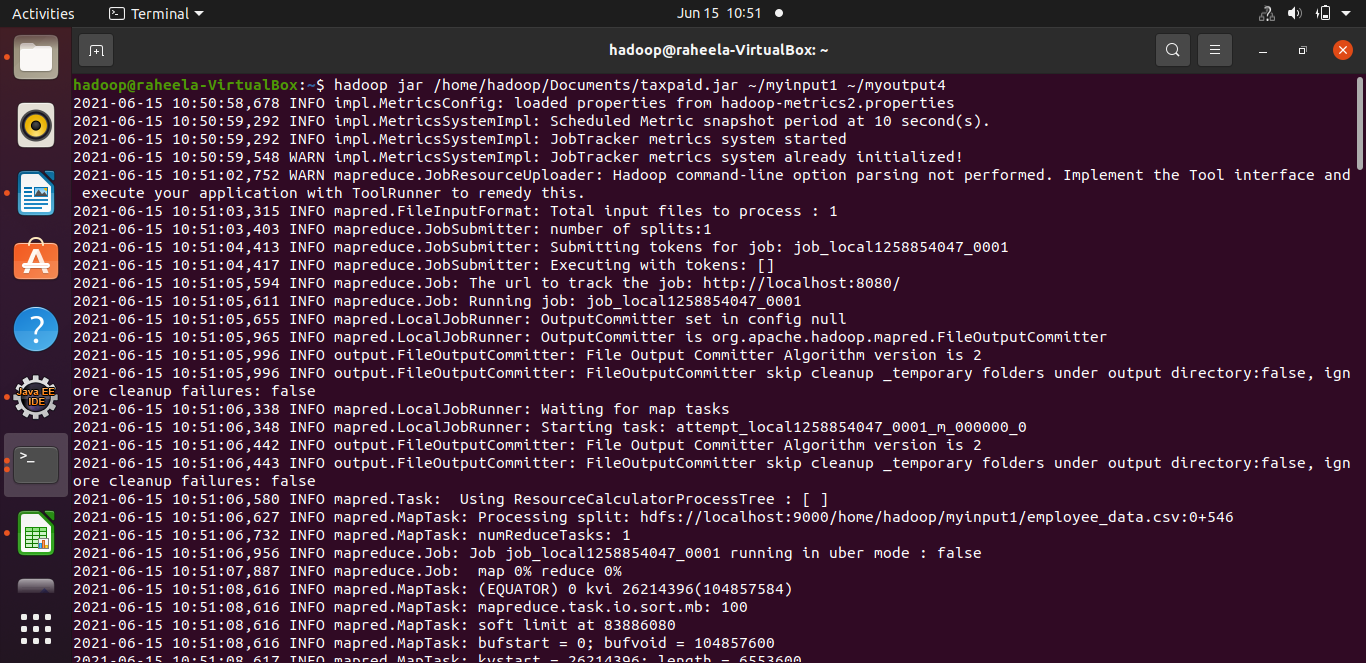 Activities
Terminal
Jun 15 10:51
hadoop@raheela-VirtualBox: ~
hadoop@raheela-VirtualBox:~$ hadoop jar /home/hadoop/Documents/taxpaid.jar ~/myinput1 ~/myoutput4
2021-06-15 10:50:58,678 INFO impl.MetricsConfig: loaded properties from hadoop-metrics2.properties
2021-06-15 10:50:59,292 INFO impl.MetricsSystemImpl: Scheduled Metric snapshot period at 10 second(s).
2021-06-15 10:50:59,292 INFO impl.MetricsSystemImpl: JobTracker metrics system started
2021-06-15 10:50:59,548 WARN impl.MetricsSystemImpl: JobTracker metrics system already initialized!
2021-06-15 10:51:02,752 WARN mapreduce.JobResourceUploader: Hadoop command-line option parsing not performed. Implement the Tool interface and
execute your application with ToolRunner to remedy this.
2021-06-15 10:51:03,315 INFO mapred.FileInputFormat: Total input files to process : 1
2021-06-15 10:51:03,403 INFO mapreduce.JobSubmitter: number of splits:1
2021-06-15 10:51:04,413 INFO mapreduce.JobSubmitter: Submitting tokens for job: job_local1258854047_0001
2021-06-15 10:51:04,417 INFO mapreduce.JobSubmitter: Executing with tokens: []
2021-06-15 10:51:05,594 INFO mapreduce.Job: The url to track the job: http://localhost:8080/
2021-06-15 10:51:05,611 INFO mapreduce.Job: Running job: job_local1258854047_0001
2021-06-15 10:51:05,655 INFO mapred.LocalJobRunner: OutputCommitter set in config null
2021-06-15 10:51:05,965 INFO mapred.LocalJobRunner: OutputCommitter is org.apache.hadoop.mapred.FileOutputCommitter
2021-06-15 10:51:05,996 INFO output.FileOutputCommitter: File Output Committer Algorithm version is 2
2021-06-15 10:51:05,996 INFO output.FileOutputCommitter: FileOutputCommitter skip cleanup _temporary folders under output directory:false, ign
ore cleanup failures: false
2021-06-15 10:51:06,338 INFO mapred.LocalJobRunner: Waiting for map tasks
2021-06-15 10:51:06,348 INFO mapred.LocalJobRunner: Starting task: attempt_local1258854047_0001_m_000000_0
2021-06-15 10:51:06,442 INFO output.FileOutputCommitter: File Output Committer Algorithm version is 2
2021-06-15 10:51:06,443 INFO output.FileOutputCommitter: FileOutputCommitter skip cleanup _temporary folders under output directory:false, ign
ore cleanup failures: false
2021-06-15 10:51:06,580 INFO mapred.Task:  Using ResourceCalculatorProcessTree : [ ]
2021-06-15 10:51:06,627 INFO mapred.MapTask: Processing split: hdfs://localhost:9000/home/hadoop/myinput1/employee_data.csv:0+546
2021-06-15 10:51:06,732 INFO mapred.MapTask: numReduceTasks: 1
2021-06-15 10:51:06,956 INFO mapreduce.Job: Job job_local1258854047_0001 running in uber mode : false
2021-06-15 10:51:07,887 INFO mapreduce.Job:  map 0% reduce 0%
2021-06-15 10:51:08,616 INFO mapred.MapTask: (EQUATOR) 0 kvi 26214396(104857584)
2021-06-15 10:51:08,616 INFO mapred.MapTask: mapreduce.task.io.sort.mb: 100
2021-06-15 10:51:08,616 INFO mapred.MapTask: soft limit at 83886080
2021-06-15 10:51:08,616 INFO mapred.MapTask: bufstart = 0; bufvoid = 104857600
2021-06-15 10:51:08,617 INFO mapred.MapTask: kvstart = 26214396; length = 6553600
Java EE
IDE